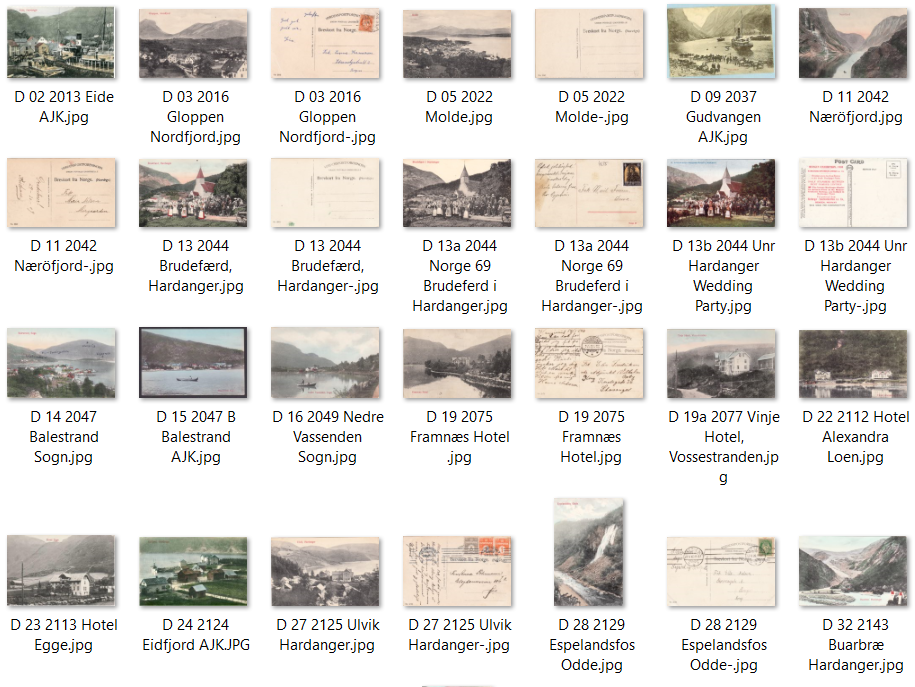 D 02 2013 Eide
AJK.jpg
D 03 2016
Gloppen
Nordfjord.jpg
D 03 2016
Gloppen
Nordfjord-.jpg
D 05 2022
Molde.jpg
D 05 2022
Molde-.jpg
D 09 2037
Gudvangen
AJK.jpg
D 11 2042
Næröfjord.jpg
D 11 2042
Næröfjord-.jpg
D 13 2044
Brudefærd,
Hardanger.jpg
D 13 2044
Brudefærd,
Hardanger-.jpg
D 13a 2044
Norge 69
Brudeferd i
Hardanger.jpg
D 13a 2044
Norge 69
Brudeferd i
Hardanger-.jpg
POST CARD
D 13b 2044 Unr
Hardanger
Wedding
Party.jpg
D 13b 2044 Unr
Hardanger
Wedding
Party-.jpg
D 14 2047
Balestrand
Sogn.jpg
D 15 2047 B
Balestrand
AJK.jpg
D 16 2049 Nedre
Vassenden
Sogn.jpg
D 19 2075
Framnæs Hotel
.jpg
D 19 2075
Framnæs
Hotel.jpg
D 19a 2077 Vinje
Hotel,
Vossestranden.jp
g
D 22 2112 Hotel
Alexandra
Loen.jpg
D 23 2113 Hotel
Egge.jpg
D 24 2124
Eidfjord AJK.JPG
D 27 2125 Ulvik
Hardanger.jpg
D 27 2125 Ulvik
Hardanger-.jpg
D 28 2129
Espelandsfos
Odde.jpg
D 28 2129
Espelandsfos
Odde-.jpg
D 32 2143
Buarbræ
Hardanger.jpg